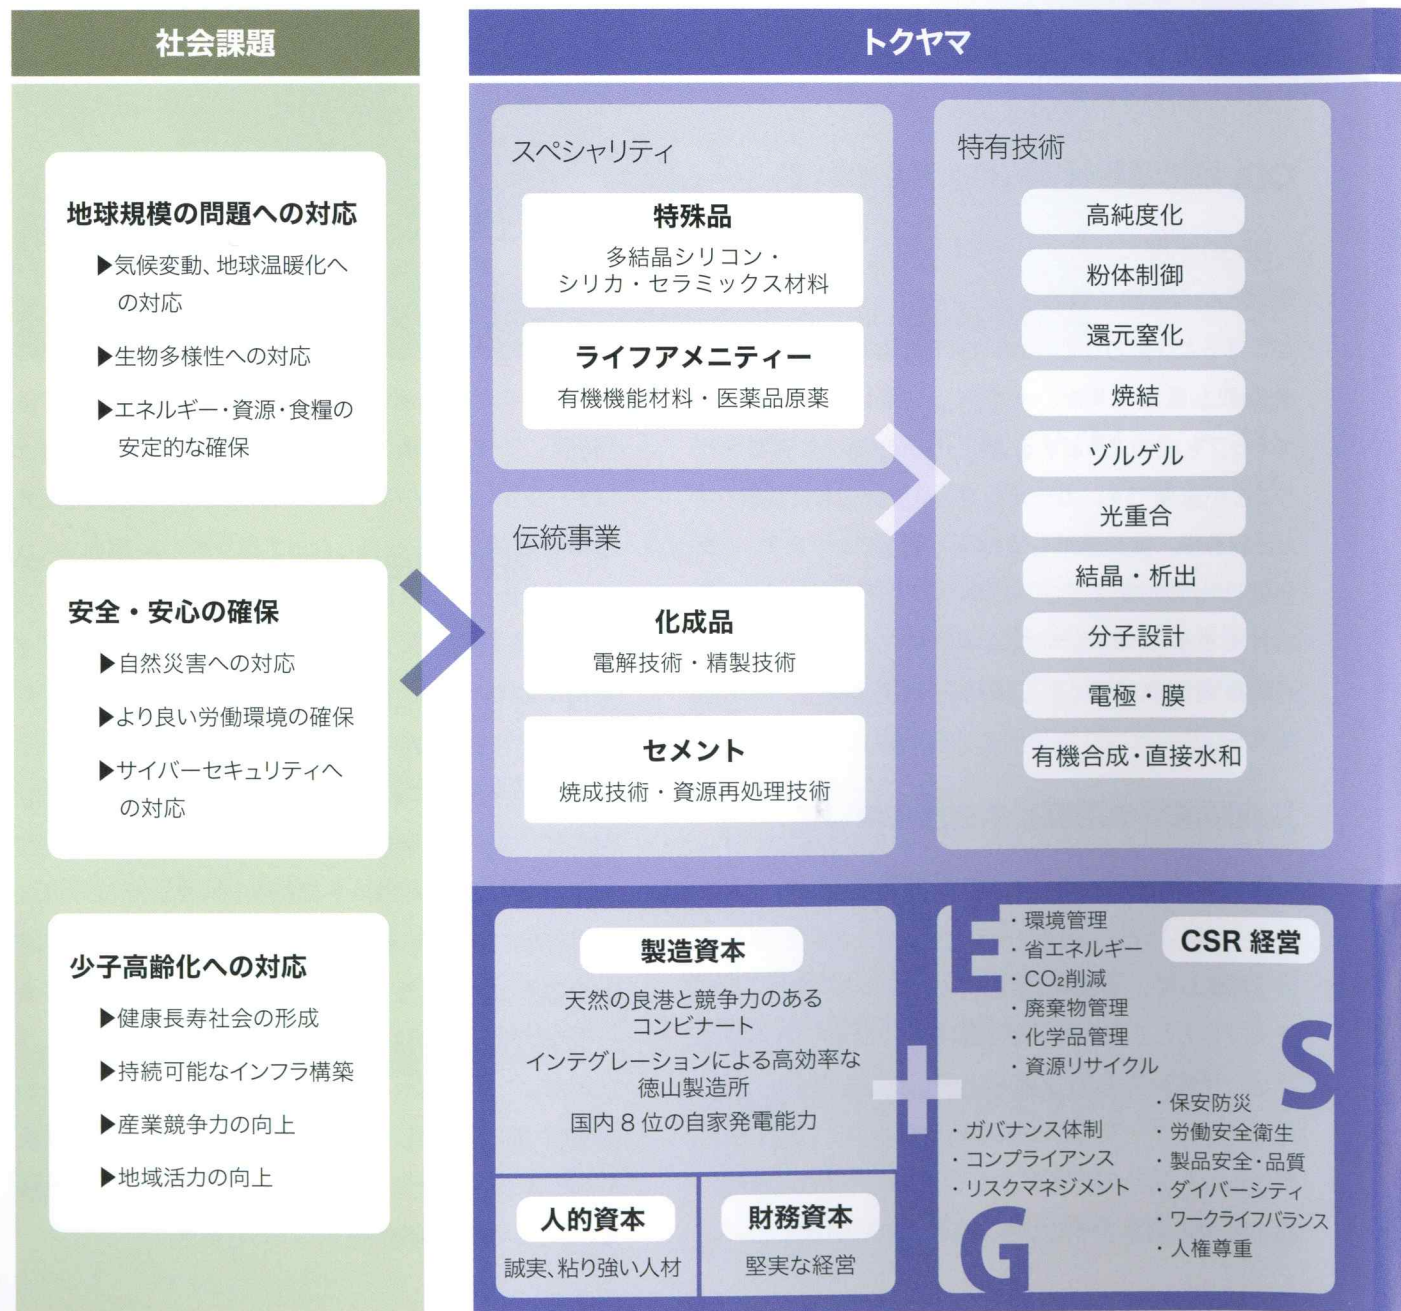 社会課題
地球規模の問題への対応
▶気候変動、地球温暖化へ
の対応
▶生物多様性への対応
▶エネルギー・資源・食糧の
安定的な確保
安全・安心の確保
▶自然災害への対応
▶より良い労働環境の確保
▶サイバーセキュリティへ
の対応
少子高齢化への対応
▶健康長寿社会の形成
▶持続可能なインフラ構築
▶産業競争力の向上
▶地域活力の向上
トクヤマ
スペシャリティ
特殊品
多結晶シリコン・
シリカ・セラミックス材料
ライフアメニティー
有機機能材料・医薬品原薬
伝統事業
化成品
電解技術・精製技術
セメント
焼成技術・資源再処理技術
特有技術
高純度化
粉体制御
還元窒化
焼結
ゾルゲル
光重合
結晶・析出
分子設計
電極・膜
有機合成・直接水和
製造資本
天然の良港と競争力のある
コンビナート
インテグレーションによる高効率な
徳山製造所
国内8位の自家発電能力
人的資本
誠実、粘り強い人材
財務資本
堅実な経営
+
CSR 経営
E
・環境管理
・省エネルギー
・CO₂削減
・廃棄物管理
・化学品管理
・資源リサイクル
S
・保安防災
・労働安全衛生
・製品安全・品質
・ダイバーシティ
・ワークライフバランス
・人権尊重
・ガバナンス体制
・コンプライアンス
・リスクマネジメント
G